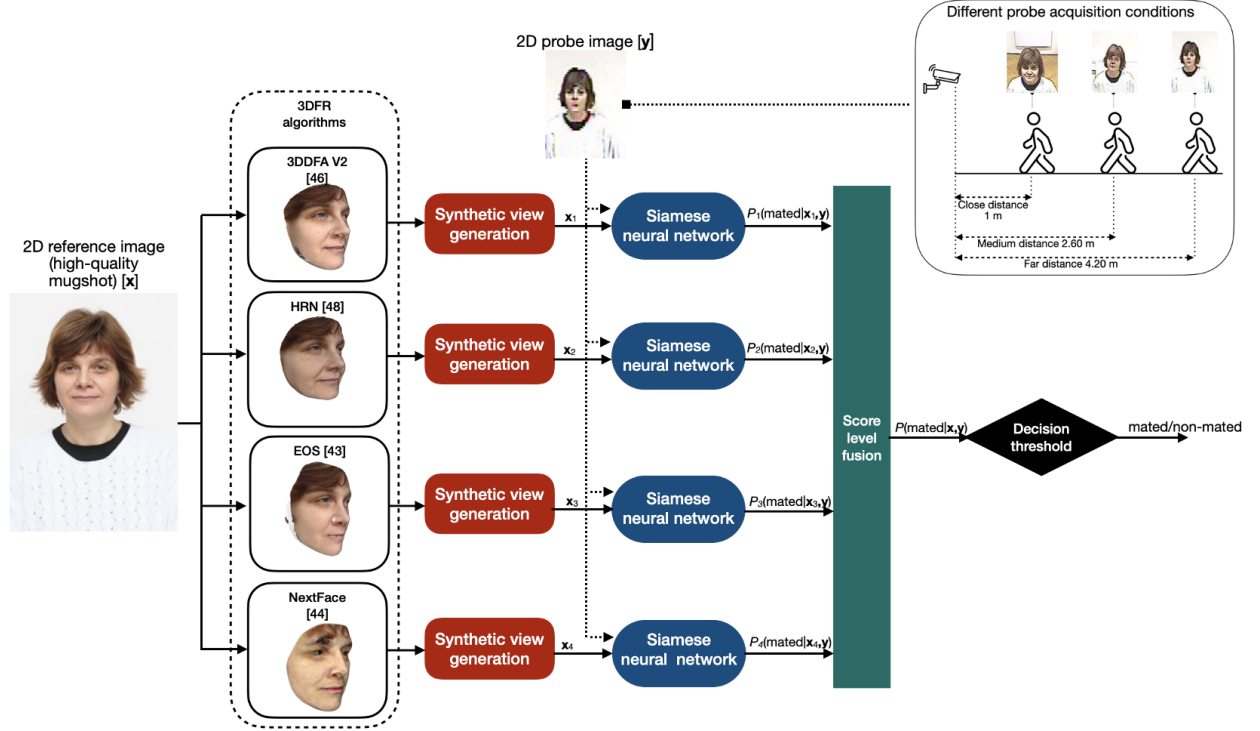 Different probe acquisition conditions
2D probe image [y]
3DFR
algorithms
3DDFA V2
[46]
Synthetic view
generation
x1
Siamese
neural network
P1(mated|x1,y)
Close distance
1 m
Medium distance 2.60 m
Far distance 4.20 m
2D reference image
(high-quality
mugshot) [x]
HRN [48]
Synthetic view
generation
x2
Siamese
neural network
P2(mated|x2,y)
Score
level
fusion
P(mated|x,y)
Decision
threshold
mated/non-mated
EOS [43]
Synthetic view
generation
x3
Siamese
neural network
P3(mated|x3,y)
NextFace
[44]
Synthetic view
generation
x4
Siamese
neural network
P4(mated|x4,y)